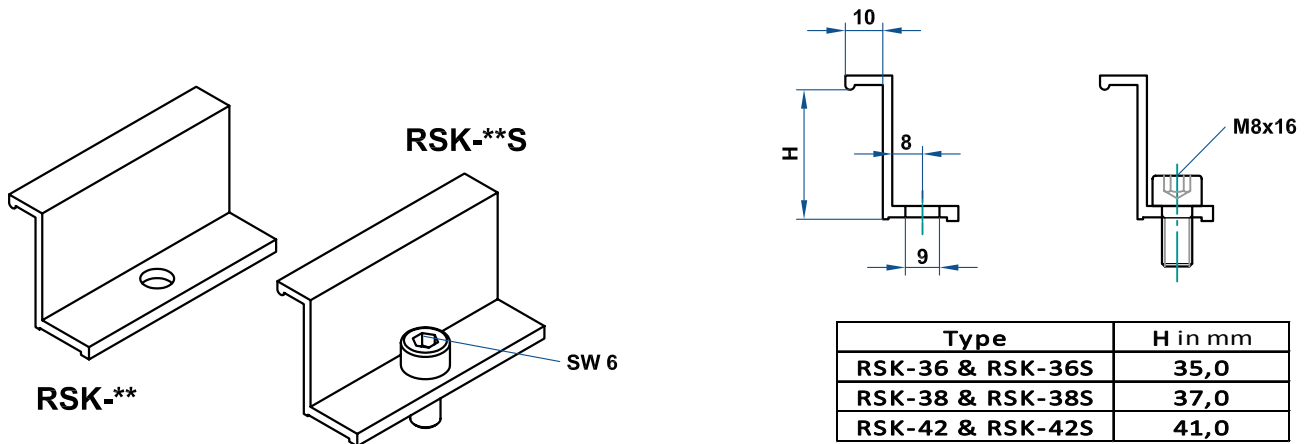 RSK-**
RSK-**S
SW 6
10
H
8
9
M8x16
Type H in mm
RSK-36 & RSK-36S 35,0
RSK-38 & RSK-38S 37,0
RSK-42 & RSK-42S 41,0